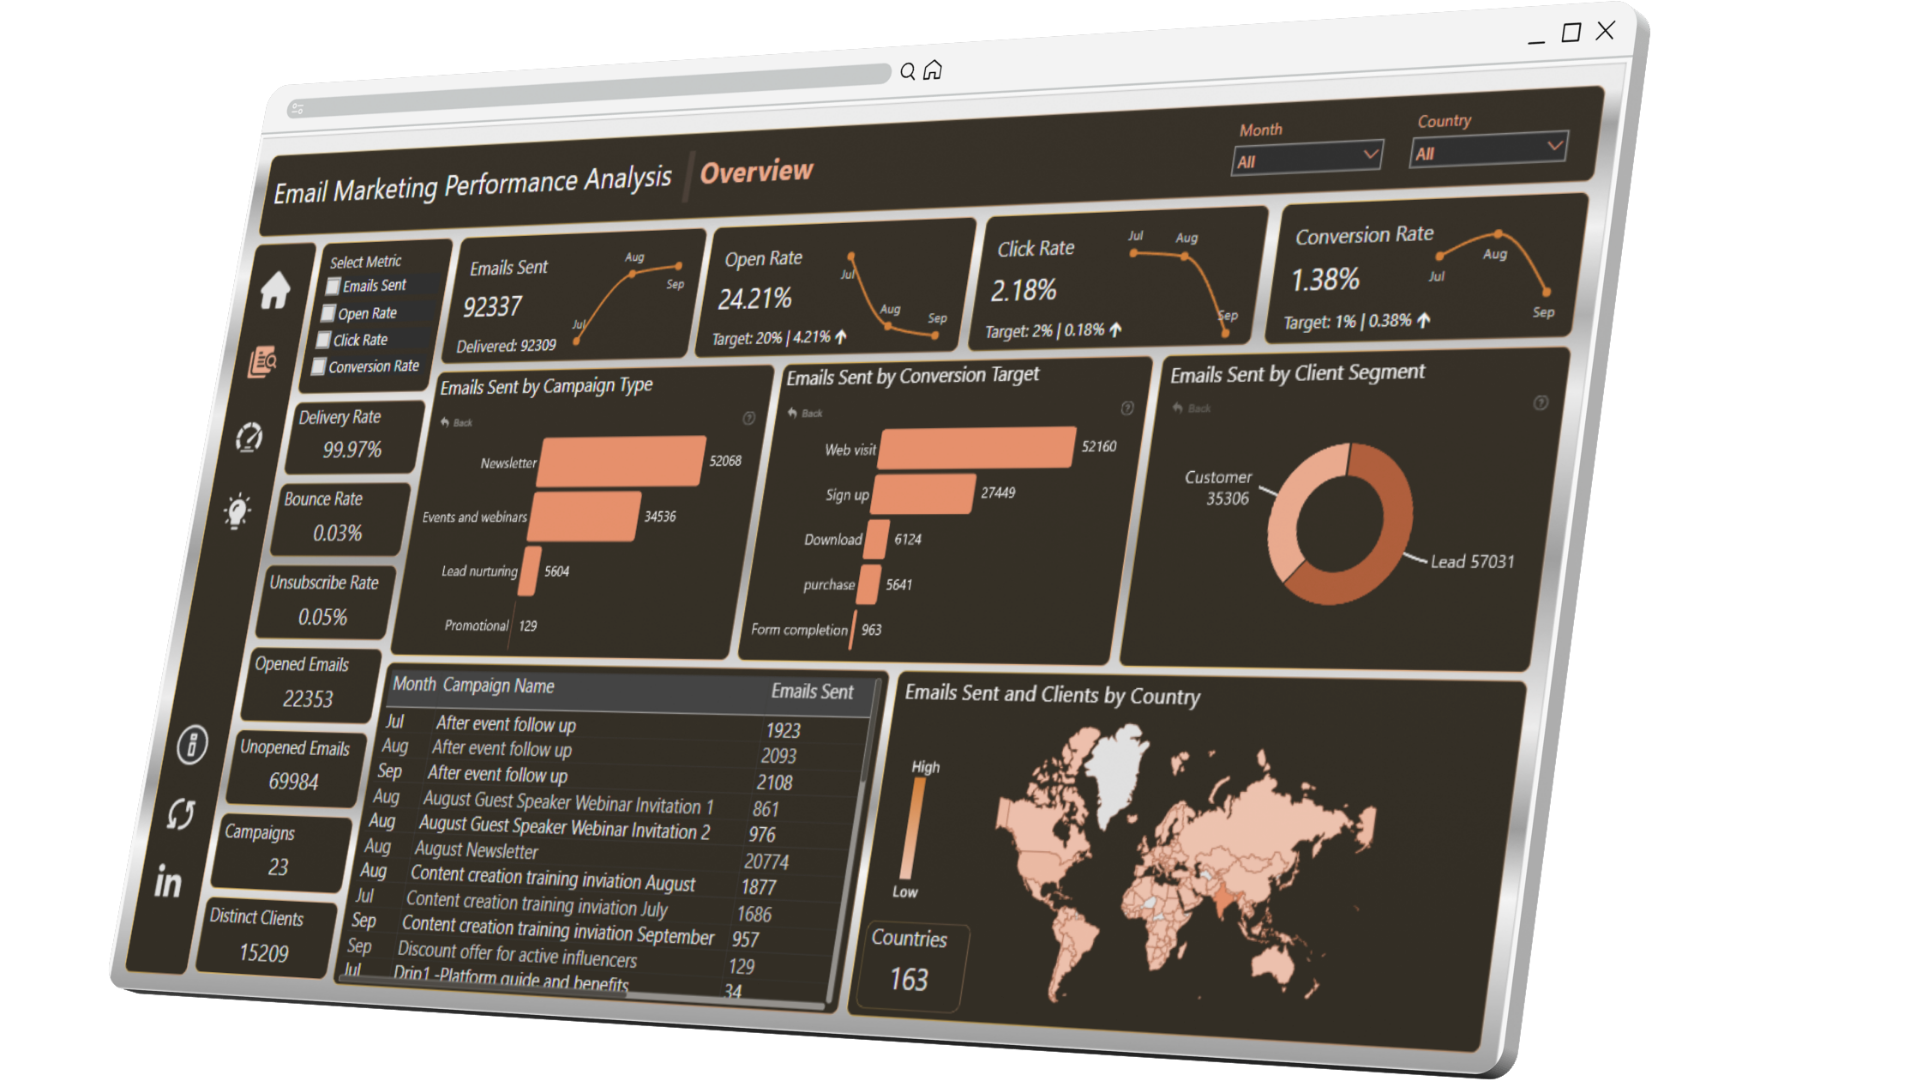 Email Marketing Performance Analysis
Overview
Month
All
Country
All
Select Metric
Emails Sent
Open Rate
Click Rate
Conversion Rate
Emails Sent
92337
Delivered: 92309
Jul
Aug
Sep
Open Rate
24.21%
Target: 20% | 4.21%
Jul
Aug
Sep
Click Rate
2.18%
Target: 2% | 0.18%
Jul
Aug
Sep
Conversion Rate
1.38%
Target: 1% | 0.38%
Jul
Aug
Sep
Delivery Rate
99.97%
Bounce Rate
0.03%
Unsubscribe Rate
0.05%
Opened Emails
22353
Unopened Emails
69984
Campaigns
23
Distinct Clients
15209
in
Emails Sent by Campaign Type
Back
Newsletter 52068
Events and webinars 34536
Lead nurturing 5604
Promotional 129
Emails Sent by Conversion Target
Back
Web visit 52160
Sign up 27449
Download 6124
purchase 5641
Form completion 963
Emails Sent by Client Segment
Back
Customer
35306
Lead 57031
Month Campaign Name Emails Sent
Jul After event follow up 1923
Aug After event follow up 2093
Sep After event follow up 2108
Aug August Guest Speaker Webinar Invitation 1 861
Aug August Guest Speaker Webinar Invitation 2 976
Aug August Newsletter 20774
Aug Content creation training inviation August 1877
Jul Content creation training inviation July 1686
Sep Content creation training inviation September 957
Sep Discount offer for active influencers 129
Jul Drip1 -Platform guide and benefits 34
Emails Sent and Clients by Country
High
Low
Countries
163